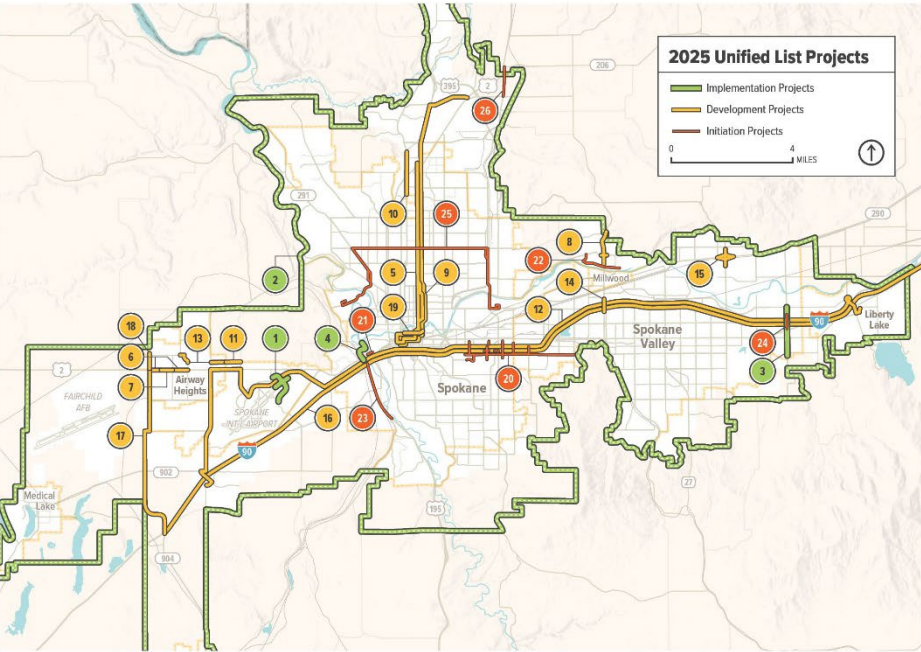 2025 Unified List Projects
Implementation Projects
Development Projects
Initiation Projects
0 4
MILES
395
2
206
26
291
10
25
290
8
22
15
2
5
9
Millwood
14
19
12
21
18
13
11
1
4
6
Liberty
Lake
90
Spokane
Valley
24
2
Airway
Heights
7
3
Spokane
20
FAIRCHILD
AFB
SPOKANE
INT'L AIRPORT
16
23
17
90
902
27
Medical
Lake
195
904